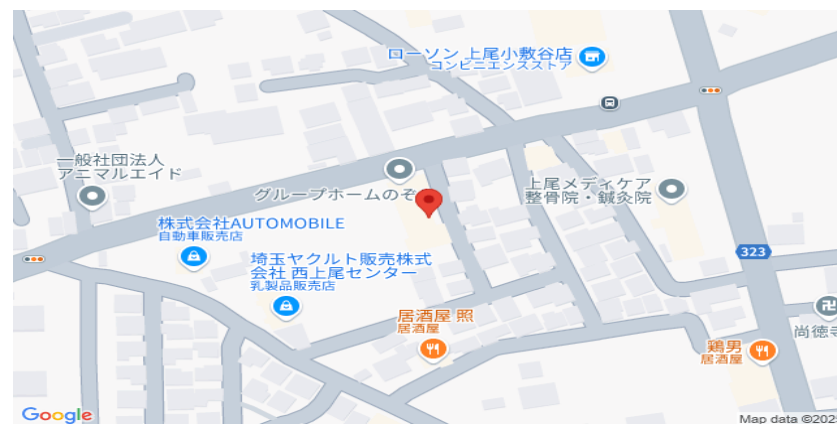 ローソン 上尾小敷谷店
コンビニエンスストア
一般社団法人
アニマルエイド
グループホームのぞ
上尾メディケア
整骨院・鍼灸院
株式会社AUTOMOBILE
自動車販売店
323
埼玉ヤクルト販売株式
会社 西上尾センター
乳製品販売店
居酒屋 照
居酒屋
尚徳寺
鶏男
居酒屋
Google
Map data ©2025